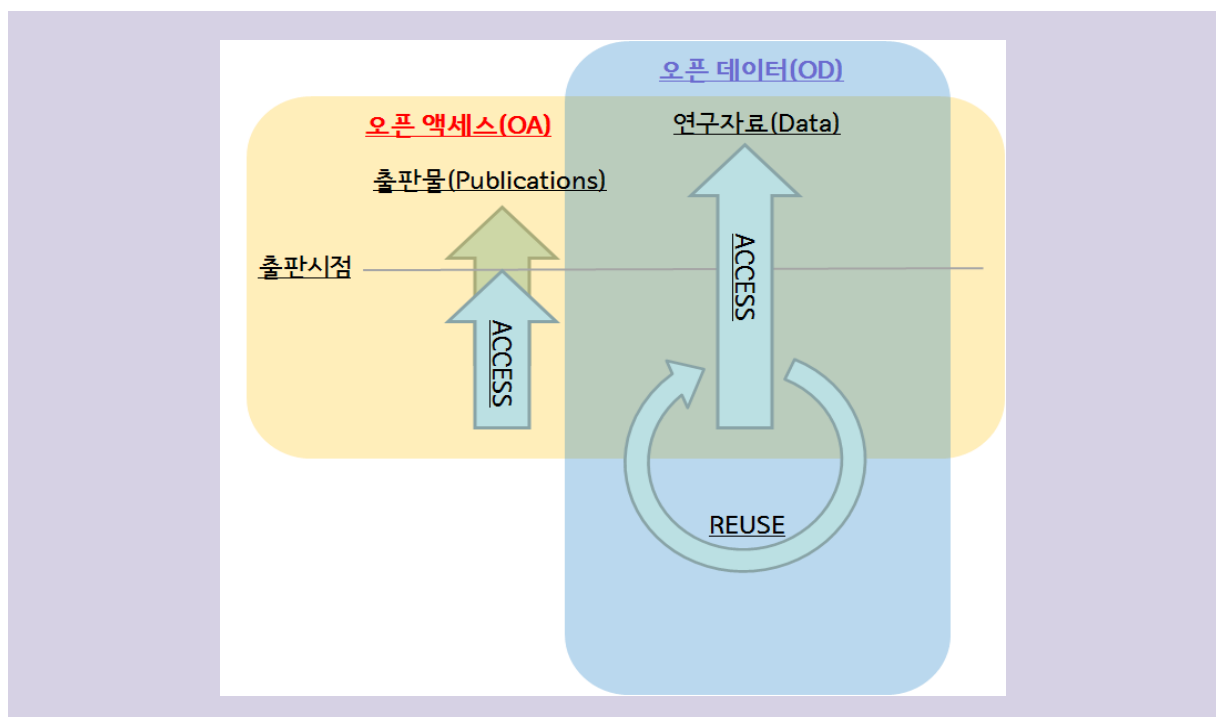 오픈 데이터(OD)
오픈 액세스(OA)
연구자료(Data)
출판물(Publications)
출판시점
ACCESS
ACCESS
REUSE